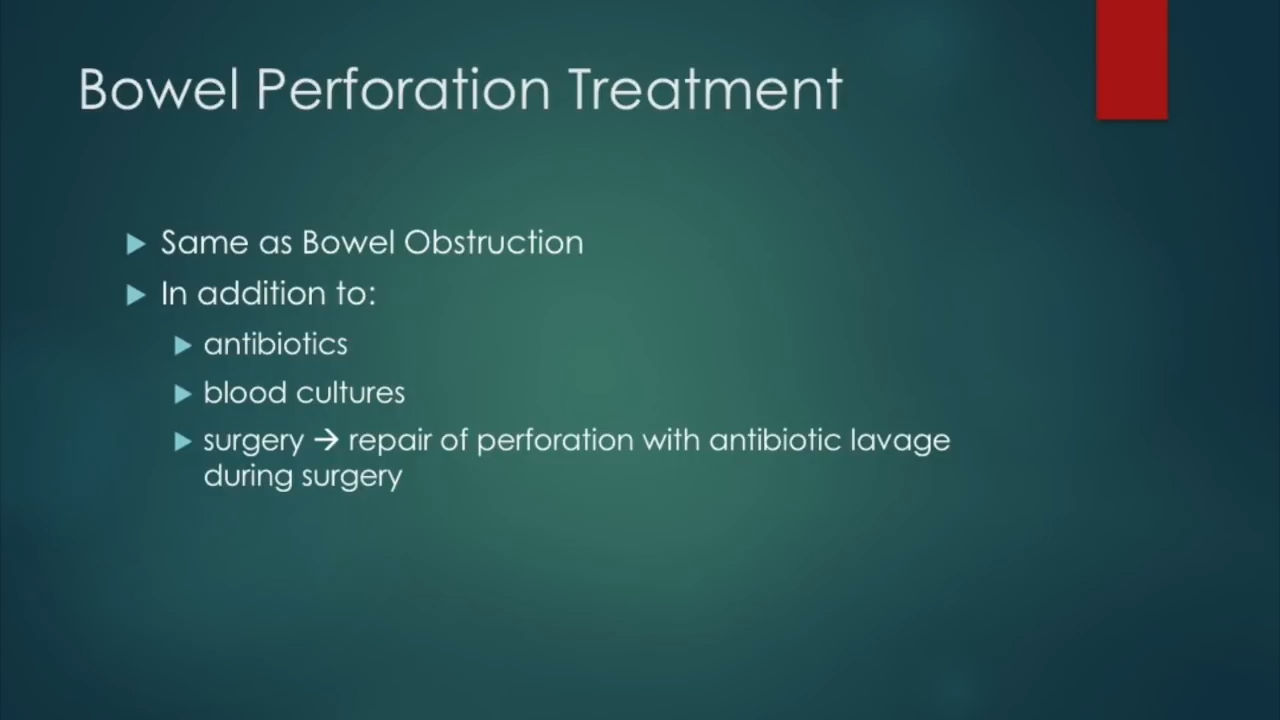 Bowel Perforation Treatment
Same as Bowel Obstruction
In addition to:
antibiotics
blood cultures
surgery → repair of perforation with antibiotic lavage
during surgery